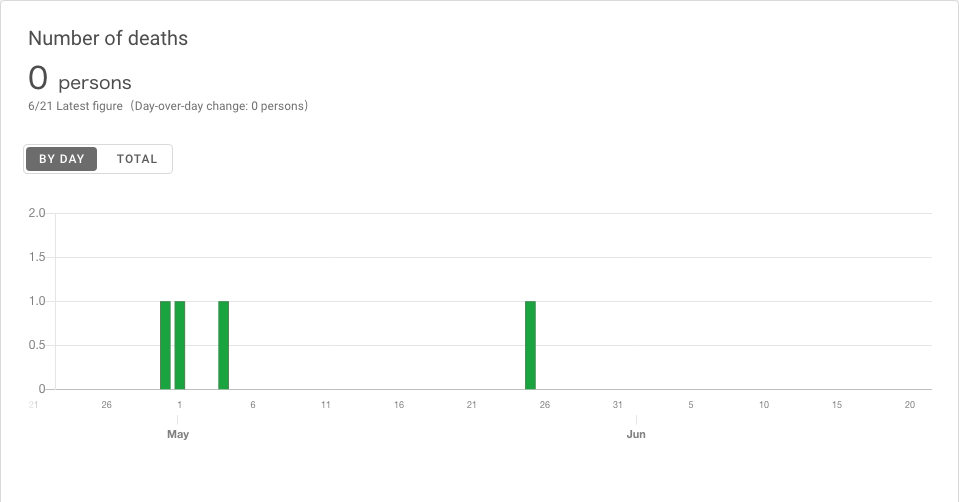 Number of deaths
0 persons
6/21 Latest figure（Day-over-day change: 0 persons）
BY DAY TOTAL
2.0
1.5
1.0
0.5
0
21 26 1 6 11 16 21 26 31 5 10 15 20
May Jun